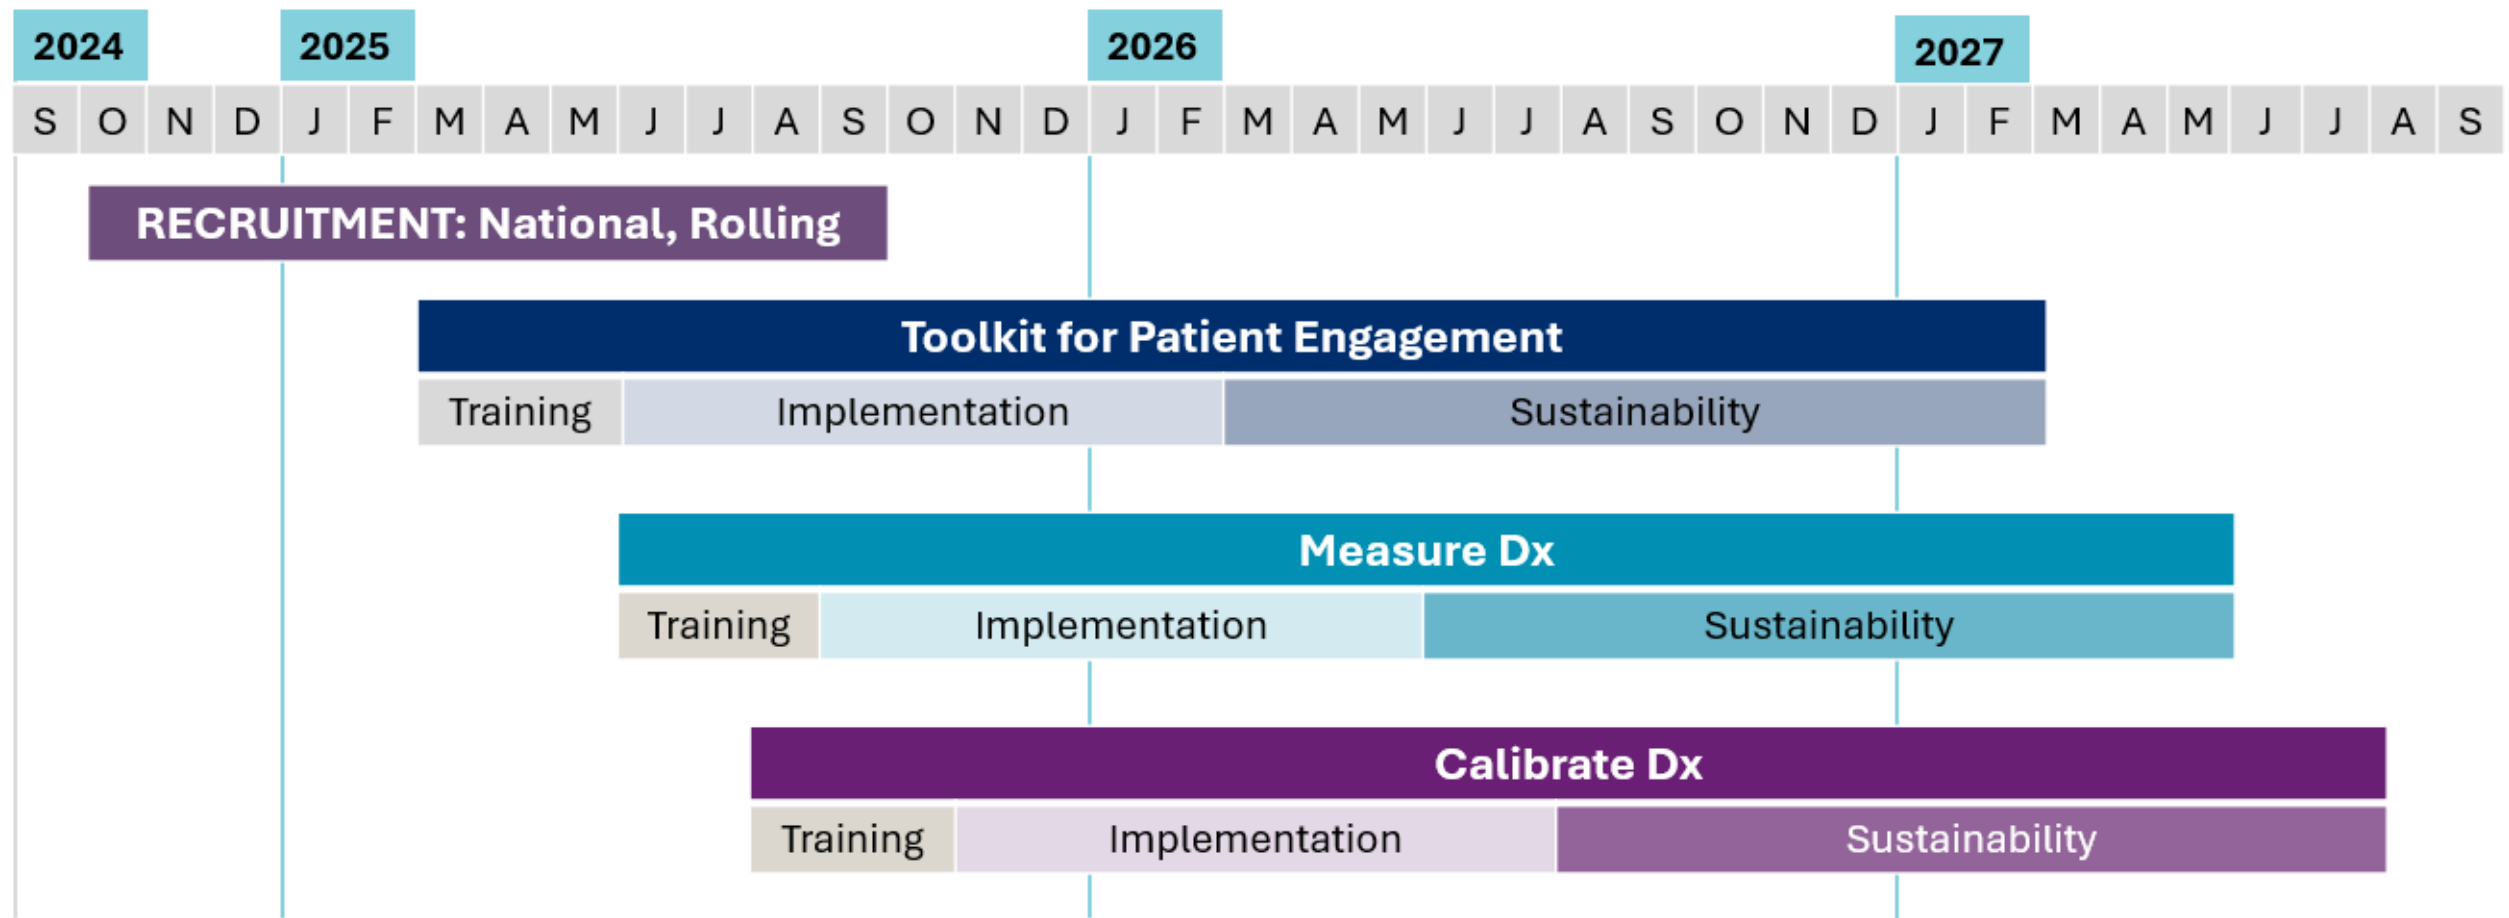 2024 2025 2026 2027
S O N D J F M A M J J A S O N D J F M A M J J A S O N D J F M A M J J A S
RECRUITMENT: National, Rolling
Toolkit for Patient Engagement
Training Implementation Sustainability
Measure Dx
Training Implementation Sustainability
Calibrate Dx
Training Implementation Sustainability